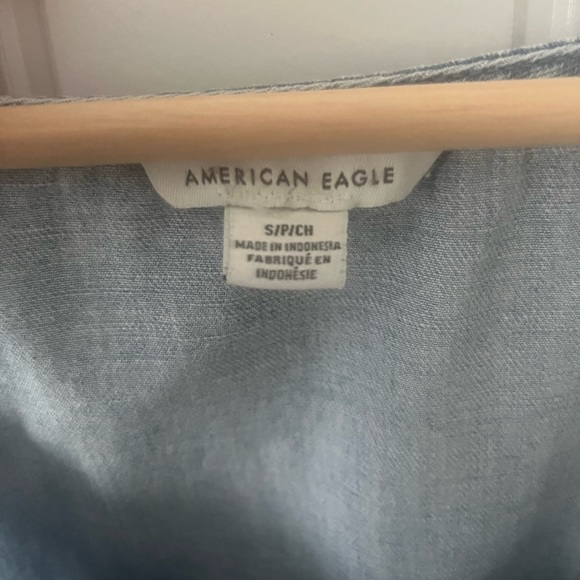 AMERICAN EAGLE
S/P/CH
MADE IN INDONESIA
FABRIQUÉ EN
INDONÉSIE